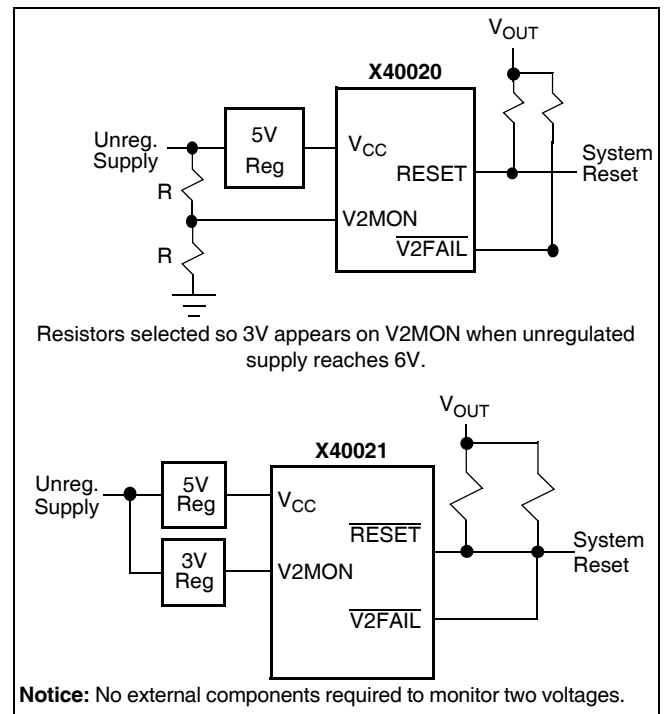 VOUT
X40020
5V
Reg
Unreg.
Supply
VCC
RESET
System
Reset
R
V2MON
V2FAIL
R
Resistors selected so 3V appears on V2MON when unregulated
supply reaches 6V.
VOUT
X40021
Unreg.
Supply
5V
Reg
VCC
RESET
System
Reset
3V
Reg
V2MON
V2FAIL
Notice: No external components required to monitor two voltages.